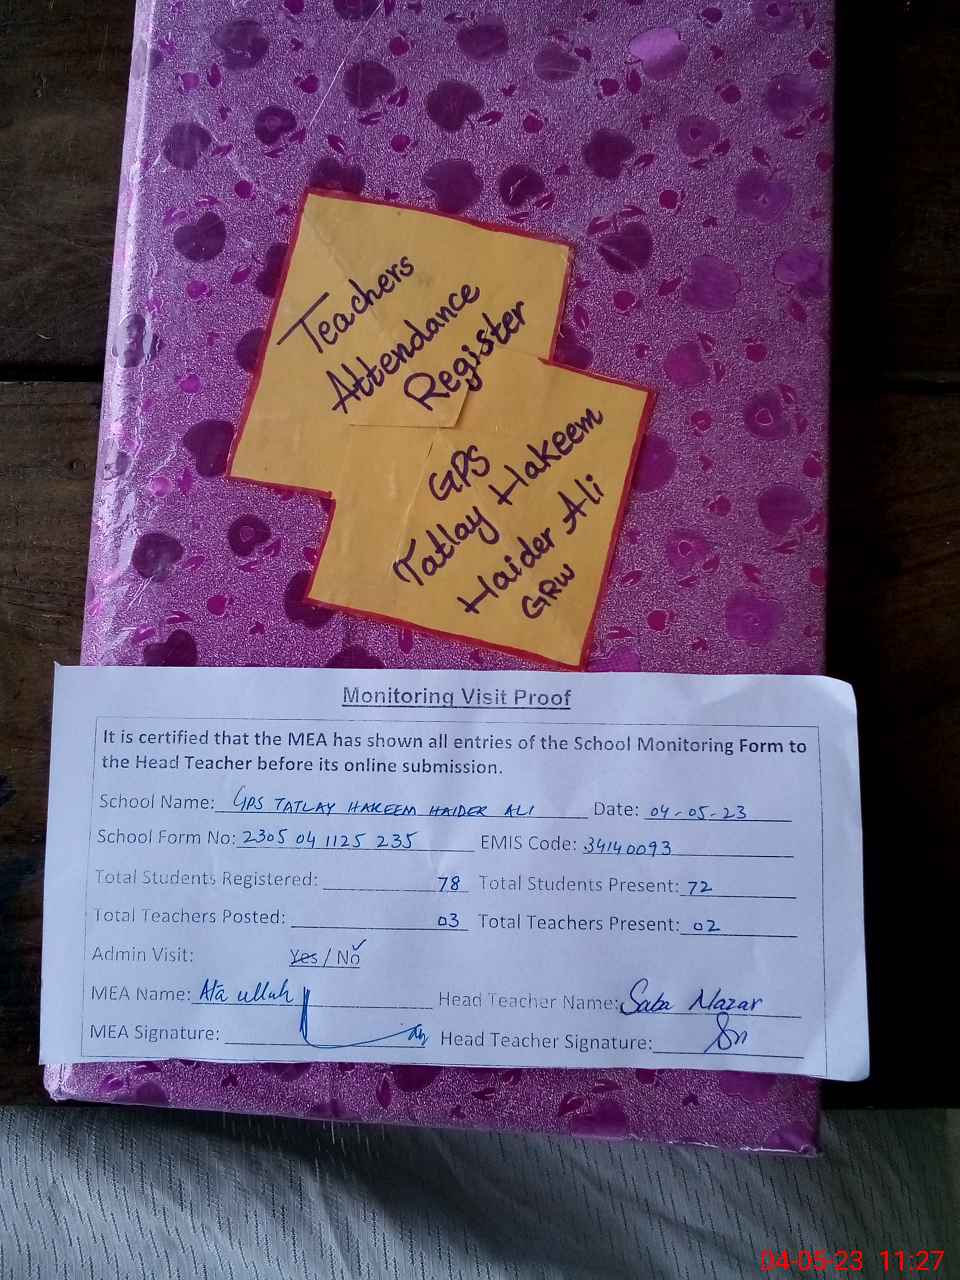 Teachers
Attendance
Register
GPS
Tatlay Hakeem
Haider Ali
GRW
Monitoring Visit Proof
It is certified that the MEA has shown all entries of the School Monitoring Form to
the Head Teacher before its online submission.
School Name: GPS TATLAY HAKEEM HAIDER ALI Date: 04-05-23
School Form No: 2305 04 1125 235 EMIS Code: 34140093
Total Students Registered: 78 Total Students Present: 72
Total Teachers Posted: 03 Total Teachers Present: 02
Admin Visit: Yes / No
MEA Name: Ata ullah Head Teacher Name: Saba Nazar
MEA Signature: Head Teacher Signature:
04-05-23 11:27